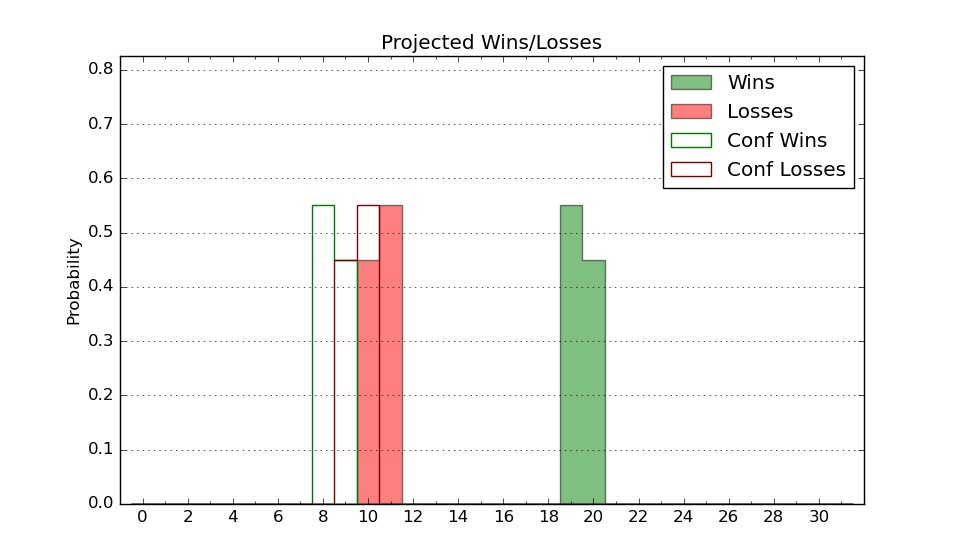 Projected Wins/Losses
Wins
Losses
Conf Wins
Conf Losses
Probability
0.8
0.7
0.6
0.5
0.4
0.3
0.2
0.1
0.0
0 2 4 6 8 10 12 14 16 18 20 22 24 26 28 30